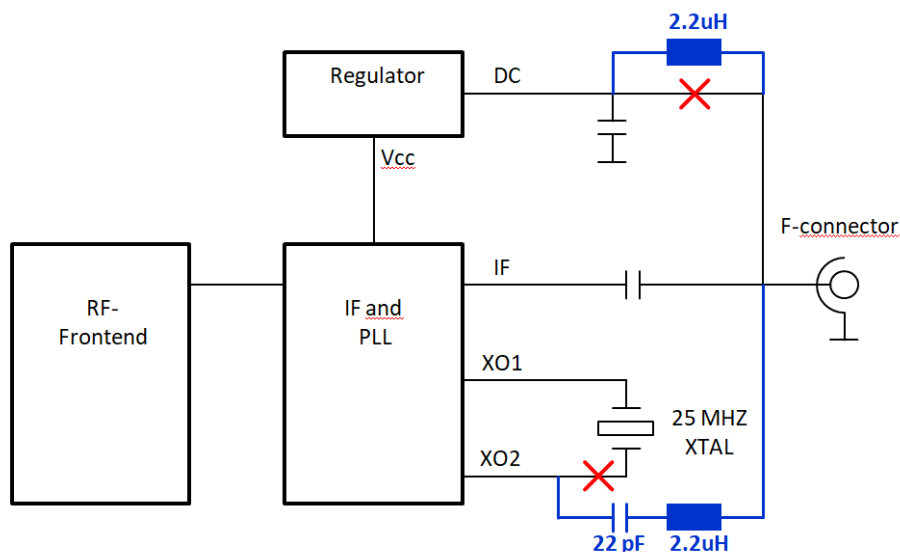 2.2uH
Regulator
DC
Vcc
F-connector
IF
RF-
Frontend
IF and
PLL
XO1
25 MHZ
XTAL
XO2
22 pF
2.2uH